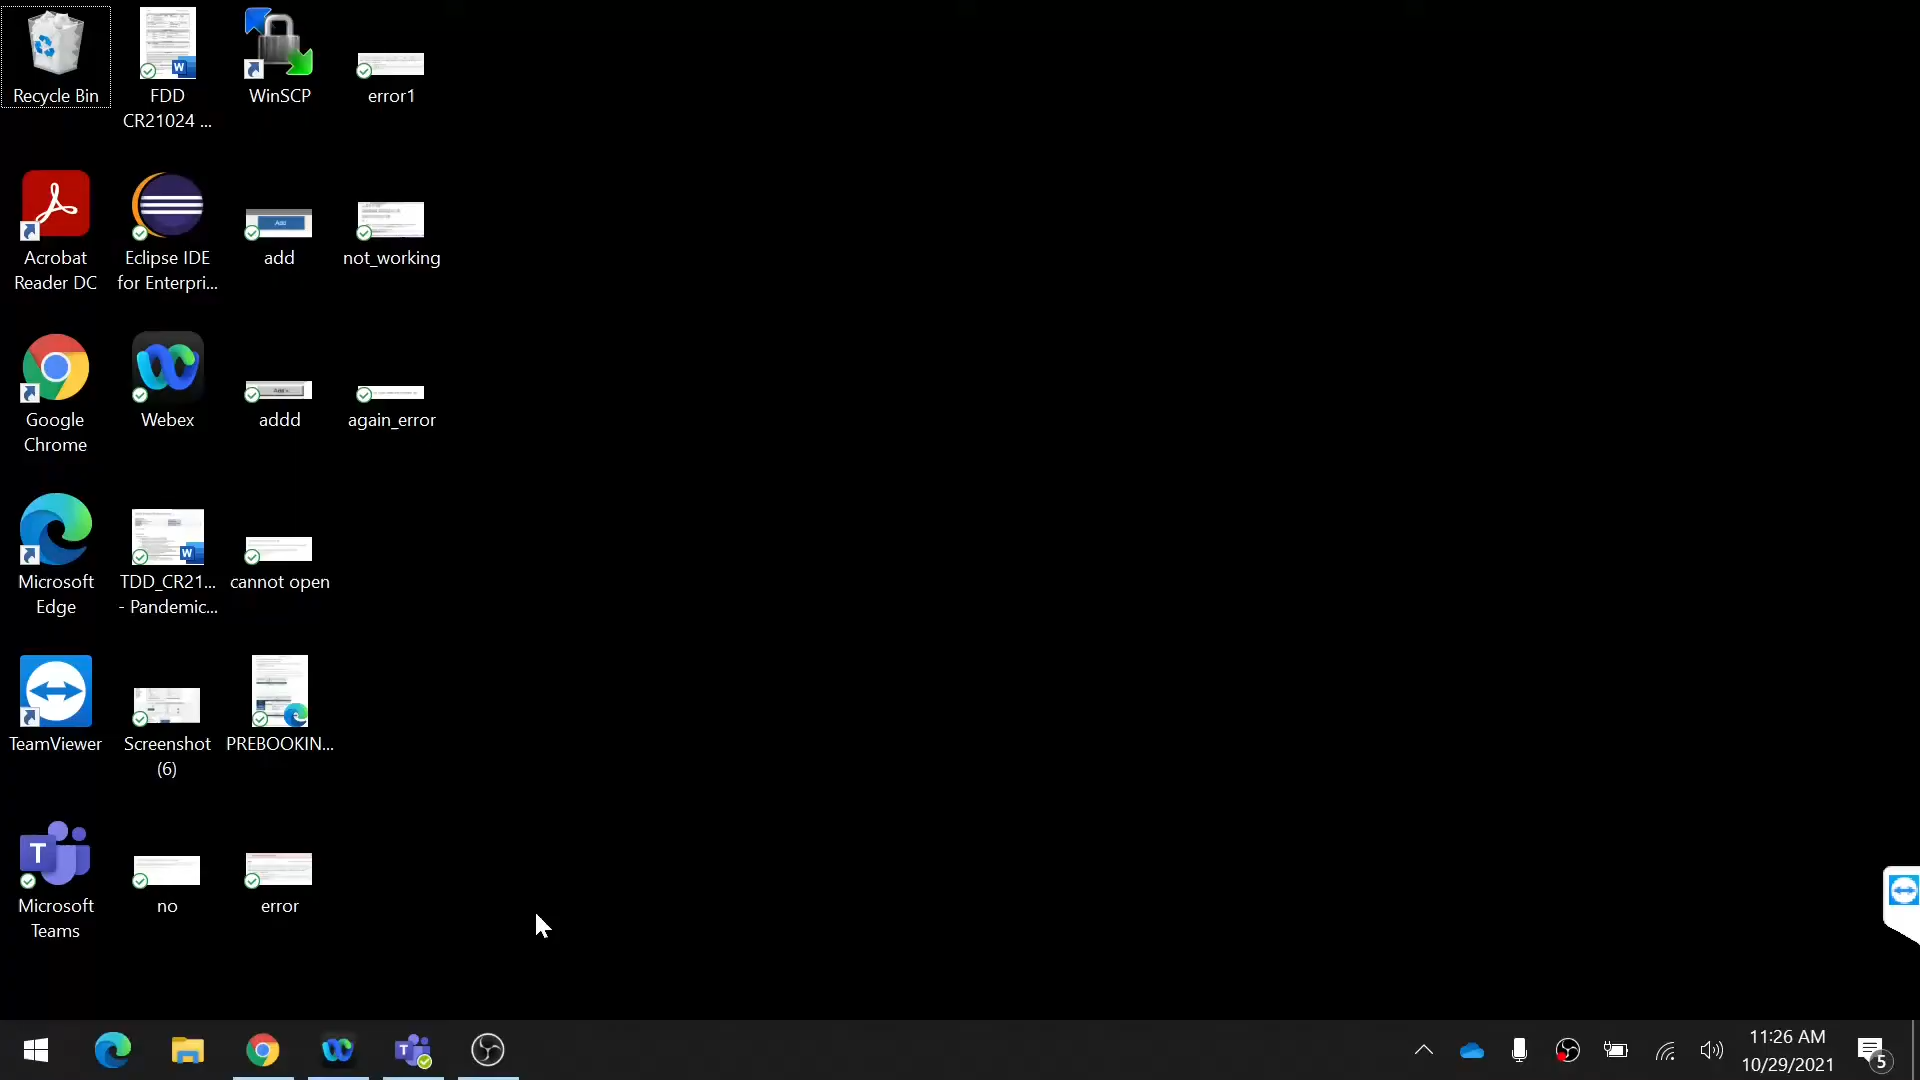 Recycle Bin
FDD
CR21024 ...
WinSCP
error1
Acrobat
Reader DC
Eclipse IDE
for Enterpri...
add
not_working
Google
Chrome
Webex
addd
again_error
Microsoft
Edge
TDD_CR21...
- Pandemic...
cannot open
TeamViewer
Screenshot
(6)
PREBOOKIN...
Microsoft
Teams
no
error
11:26 AM
10/29/2021
5